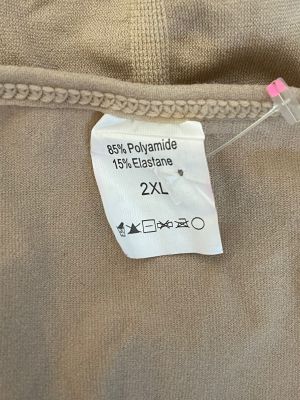 85% Polyamide
15% Elastane
2XL